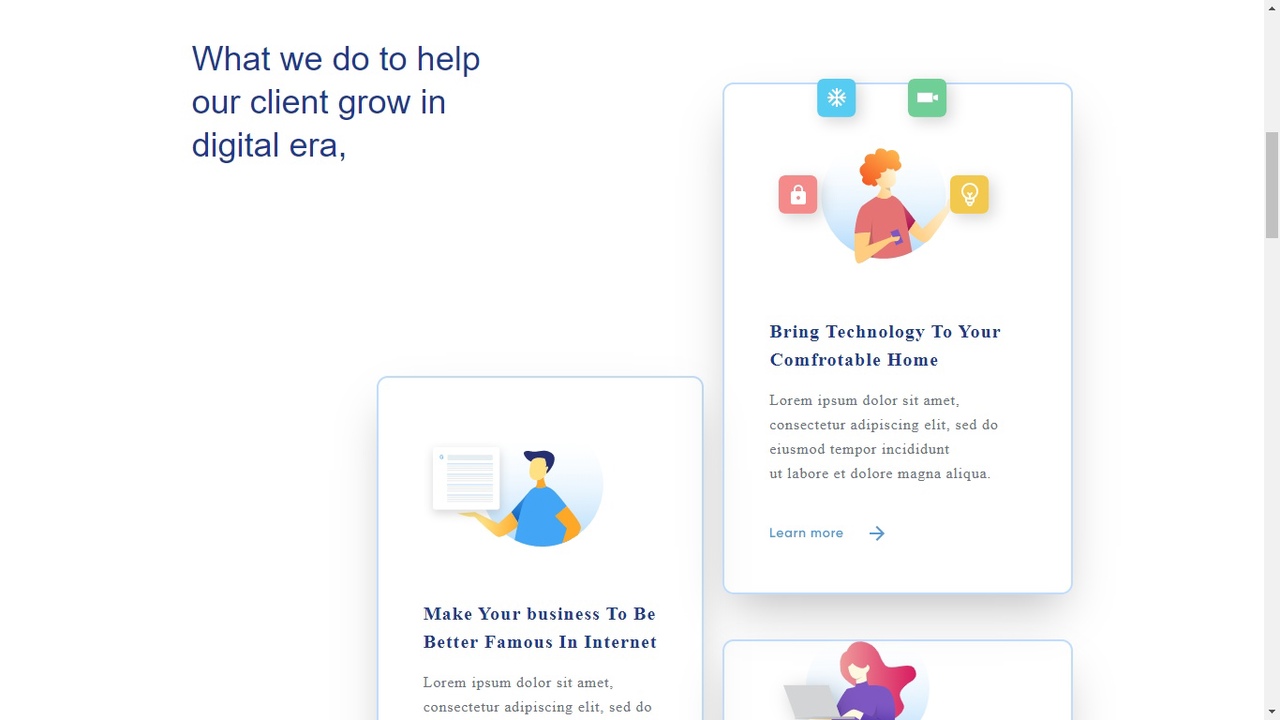 What we do to help
our client grow in
digital era,
Bring Technology To Your
Comfrotable Home
Lorem ipsum dolor sit amet,
consectetur adipiscing elit, sed do
eiusmod tempor incididunt
ut labore et dolore magna aliqua.
Learn more
Make Your business To Be
Better Famous In Internet
Lorem ipsum dolor sit amet,
consectetur adipiscing elit, sed do